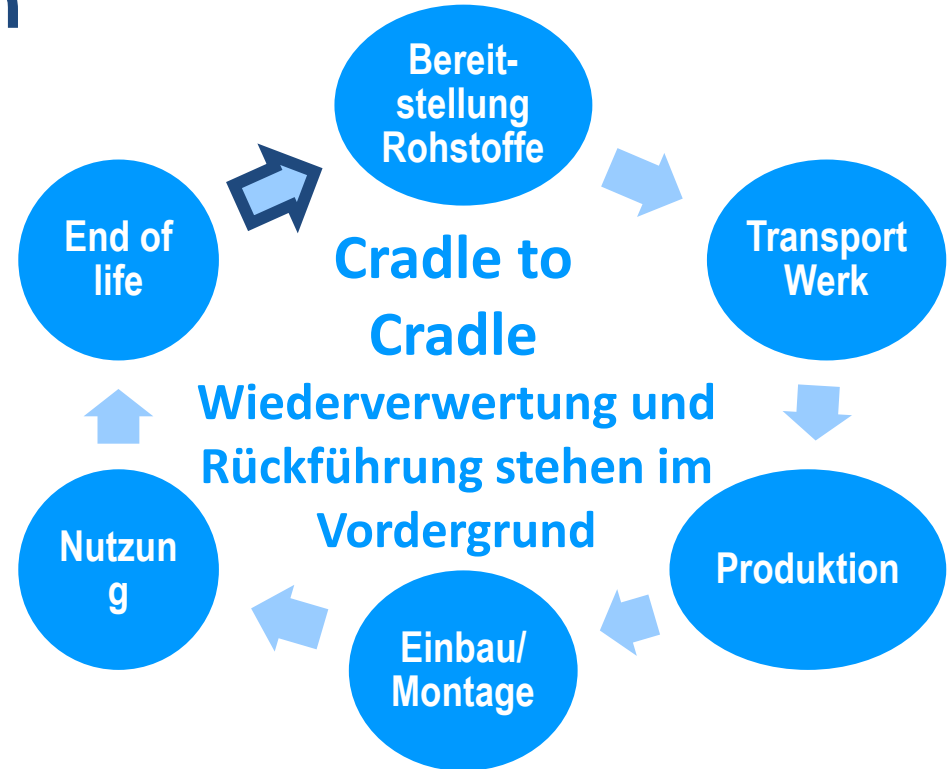 Bereit-
stellung
Rohstoffe
Transport
Werk
Produktion
Einbau/
Montage
Nutzun
g
End of
life
Cradle to
Cradle
Wiederverwertung und
Rückführung stehen im
Vordergrund